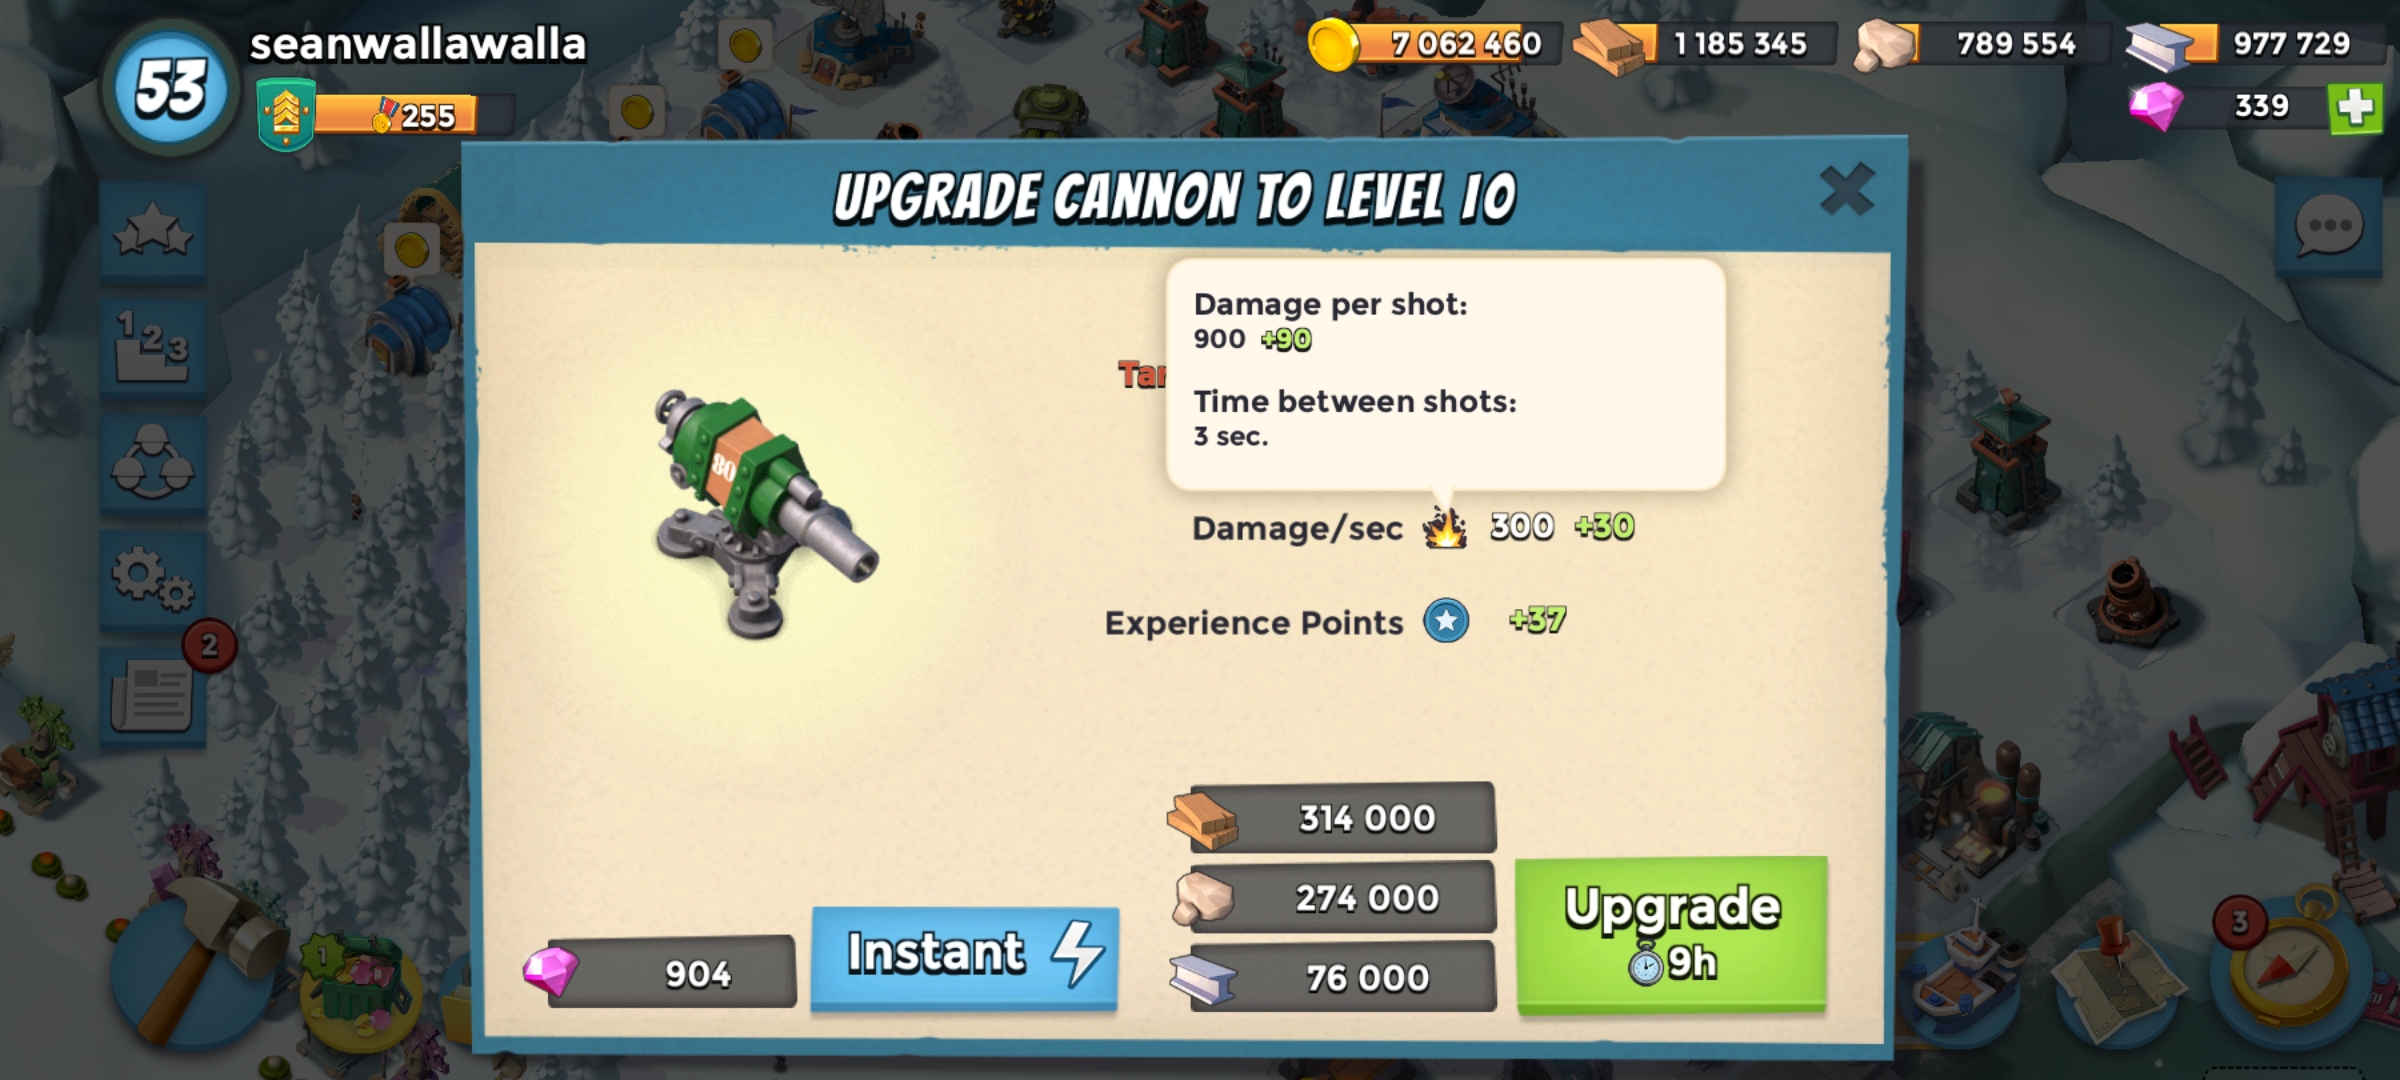 53
seanwallawalla
255
7 062 460
1 185 345
789 554
977 729
339
UPGRADE CANNON TO LEVEL 10
Damage per shot:
900 +90
Time between shots:
3 sec.
80
Damage/sec 300 +30
Experience Points +37
123
2
314 000
274 000
76 000
904
Instant
Upgrade
9h
1
3